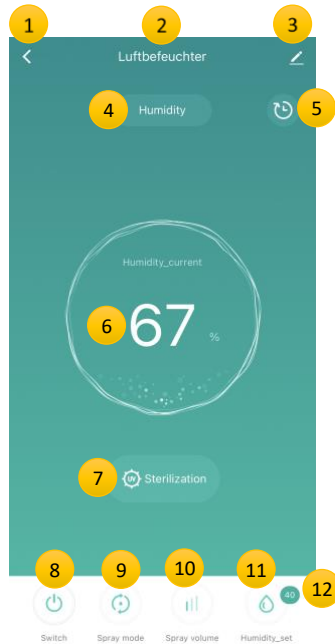 1
2
3
Luftbefeuchter
4
Humidity
5
Humidity_current
6
67 %
7
UV Sterilization
8
9
10
11
40
12
Switch
Spray mode
Spray volume
Humidity_set